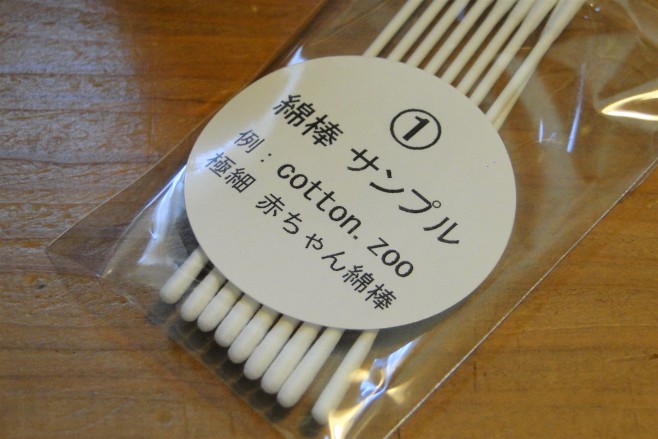 ①
綿棒 サンプル
例：cotton.zoo
極細 赤ちゃん綿棒